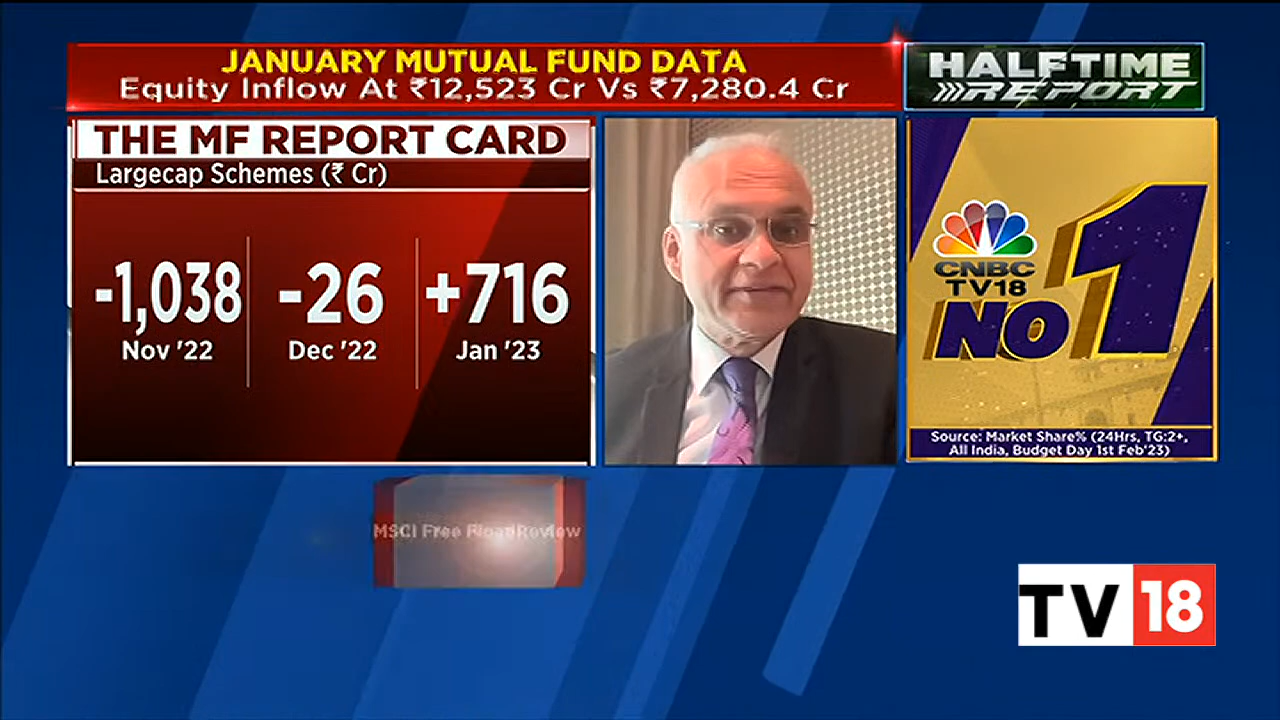 JANUARY MUTUAL FUND DATA
Equity Inflow At ₹12,523 Cr Vs ₹7,280.4 Cr
HALFTIME
REPORT
THE MF REPORT CARD
Largecap Schemes (₹ Cr)
-1,038
Nov '22
-26
Dec '22
+716
Jan '23
CNBC
TV18
NO 1
Source: Market Share% (24Hrs, TG:2+,
All India, Budget Day 1st Feb'23)
MSCI Free Float Review
TV18